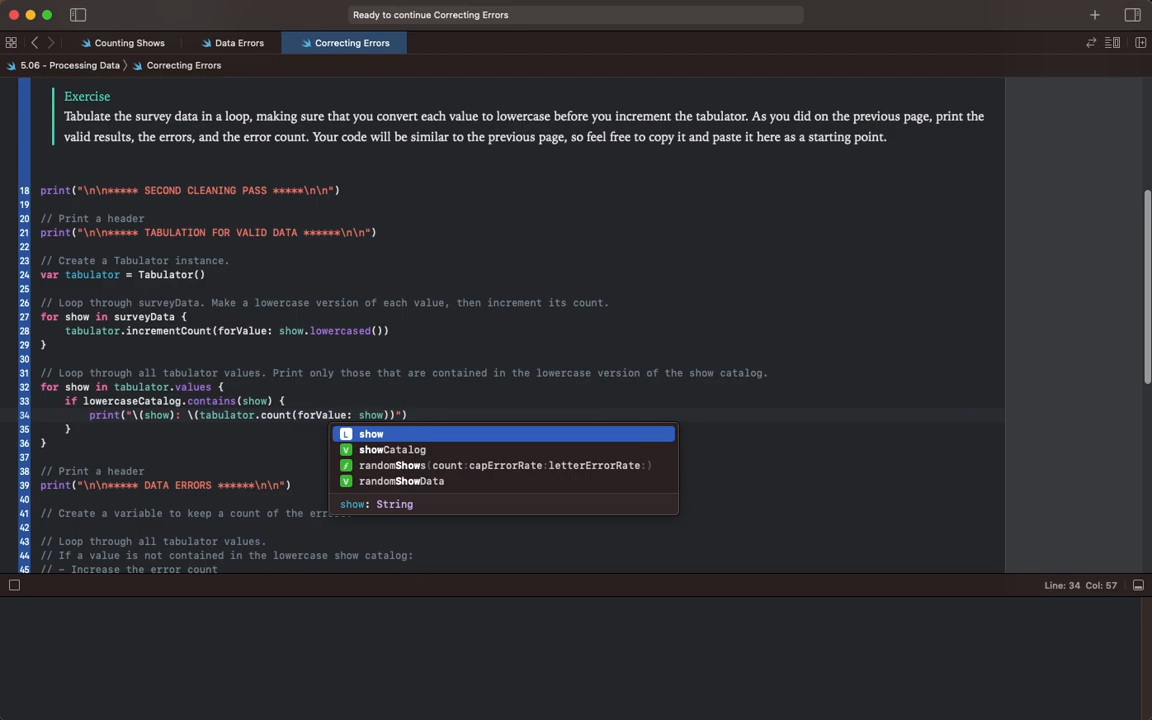 Ready to continue Correcting Errors
Counting Shows
Data Errors
Correcting Errors
5.06 - Processing Data
Correcting Errors
Exercise
Tabulate the survey data in a loop, making sure that you convert each value to lowercase before you increment the tabulator. As you did on the previous page, print the
valid results, the errors, and the error count. Your code will be similar to the previous page, so feel free to copy it and paste it here as a starting point.
18 print("\n\n***** SECOND CLEANING PASS *****\n\n")
19
20 // Print a header
21 print("\n\n***** TABULATION FOR VALID DATA ******\n\n")
22
23 // Create a Tabulator instance.
24 var tabulator = Tabulator()
25
26 // Loop through surveyData. Make a lowercase version of each value, then increment its count.
27 for show in surveyData {
28 tabulator.incrementCount(forValue: show.lowercased())
29 }
30
31 // Loop through all tabulator values. Print only those that are contained in the lowercase version of the show catalog.
32 for show in tabulator.values {
33 if lowercaseCatalog.contains(show) {
34 print("\(show): \(tabulator.count(forValue: show))")
35 }
36 }
37
38 // Print a header
39 print("\n\n***** DATA ERRORS ******\n\n")
40
41 // Create a variable to keep a count of the
42
43 // Loop through all tabulator values.
44 // If a value is not contained in the lowercase show catalog:
45 // - Increase the error count
L show
V showCatalog
f randomShows(count:capErrorRate:letterErrorRate:)
V randomShowData
show: String
Line: 34 Col: 57